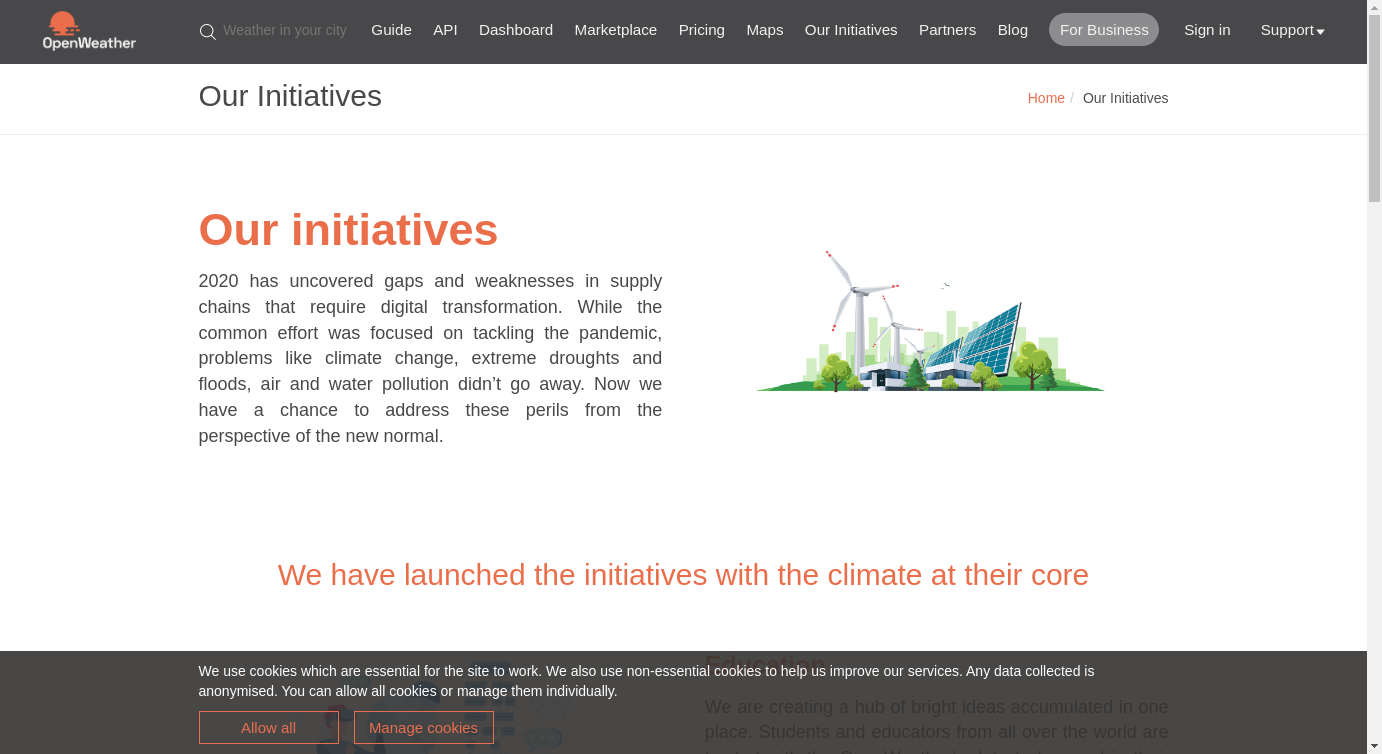 OpenWeather
Weather in your city
Guide
API
Dashboard
Marketplace
Pricing
Maps
Our Initiatives
Partners
Blog
For Business
Sign in
Support
Our Initiatives
Home / Our Initiatives
Our initiatives
2020 has uncovered gaps and weaknesses in supply
chains that require digital transformation. While the
common effort was focused on tackling the pandemic,
problems like climate change, extreme droughts and
floods, air and water pollution didn’t go away. Now we
have a chance to address these perils from the
perspective of the new normal.
We have launched the initiatives with the climate at their core
Education
We are creating a hub of bright ideas accumulated in one
place. Students and educators from all over the world are
We use cookies which are essential for the site to work. We also use non-essential cookies to help us improve our services. Any data collected is
anonymised. You can allow all cookies or manage them individually.
Allow all
Manage cookies